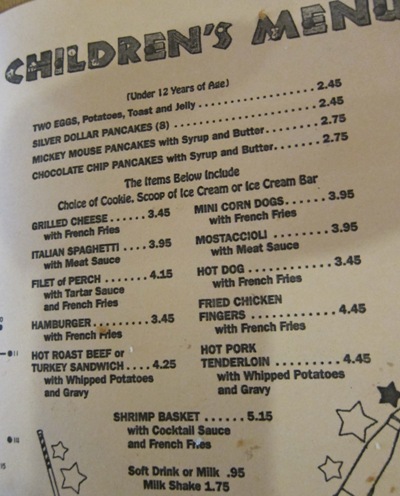 CHILDREN'S MENU
(Under 12 Years of Age)
TWO EGGS, Potatoes, Toast and Jelly . . . . . . . . . . . . . . . . . . 2.45
SILVER DOLLAR PANCAKES (8) . . . . . . . . . . . . . . . . . . . . . 2.45
MICKEY MOUSE PANCAKES with Syrup and Butter . . . . . . . . 2.75
CHOCOLATE CHIP PANCAKES with Syrup and Butter . . . . . . . 2.75
The Items Below Include
Choice of Cookie, Scoop of Ice Cream or Ice Cream Bar
GRILLED CHEESE . . . . . . 3.45
with French Fries
ITALIAN SPAGHETTI . . . . 3.95
with Meat Sauce
FILET of PERCH . . . . . . . 4.15
with Tartar Sauce
and French Fries
HAMBURGER . . . . . . . . . 3.45
with French Fries
HOT ROAST BEEF or
TURKEY SANDWICH . . . . 4.25
with Whipped Potatoes
and Gravy
MINI CORN DOGS . . . . . . . 3.95
with French Fries
MOSTACCIOLI . . . . . . . . . 3.95
with Meat Sauce
HOT DOG . . . . . . . . . . . . . 3.45
with French Fries
FRIED CHICKEN
FINGERS . . . . . . . . . . . . . 4.45
with French Fries
HOT PORK
TENDERLOIN . . . . . . . . . . 4.45
with Whipped Potatoes
and Gravy
SHRIMP BASKET . . . . . . 5.15
with Cocktail Sauce
and French Fries
Soft Drink or Milk .95
Milk Shake 1.75